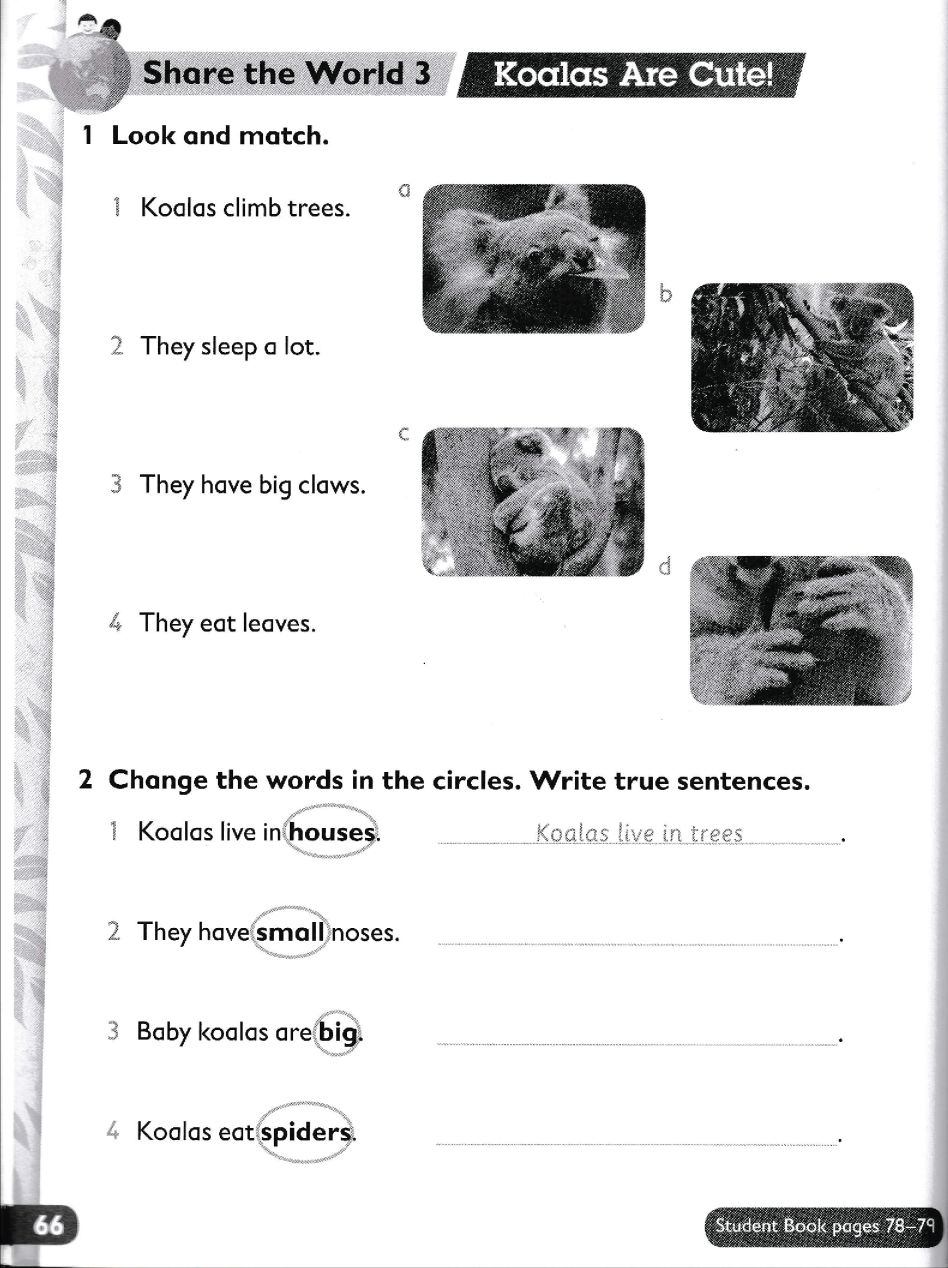 Share the World 3 Koalas Are Cute!
1 Look and match.
1 Koalas climb trees.
a
b
2 They sleep a lot.
c
3 They have big claws.
d
4 They eat leaves.
2 Change the words in the circles. Write true sentences.
1 Koalas live in houses. Koalas live in trees.
2 They have small noses. .
3 Baby koalas are big. .
4 Koalas eat spiders. .
66 Student Book pages 78–79